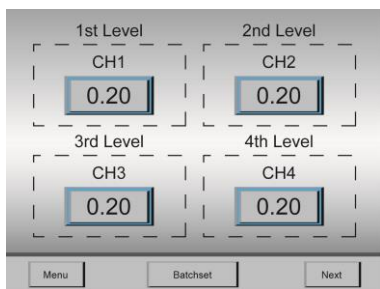 1st Level 2nd Level
CH1 CH2
0.20 0.20
3rd Level 4th Level
CH3 CH4
0.20 0.20
Menu Batchset Next